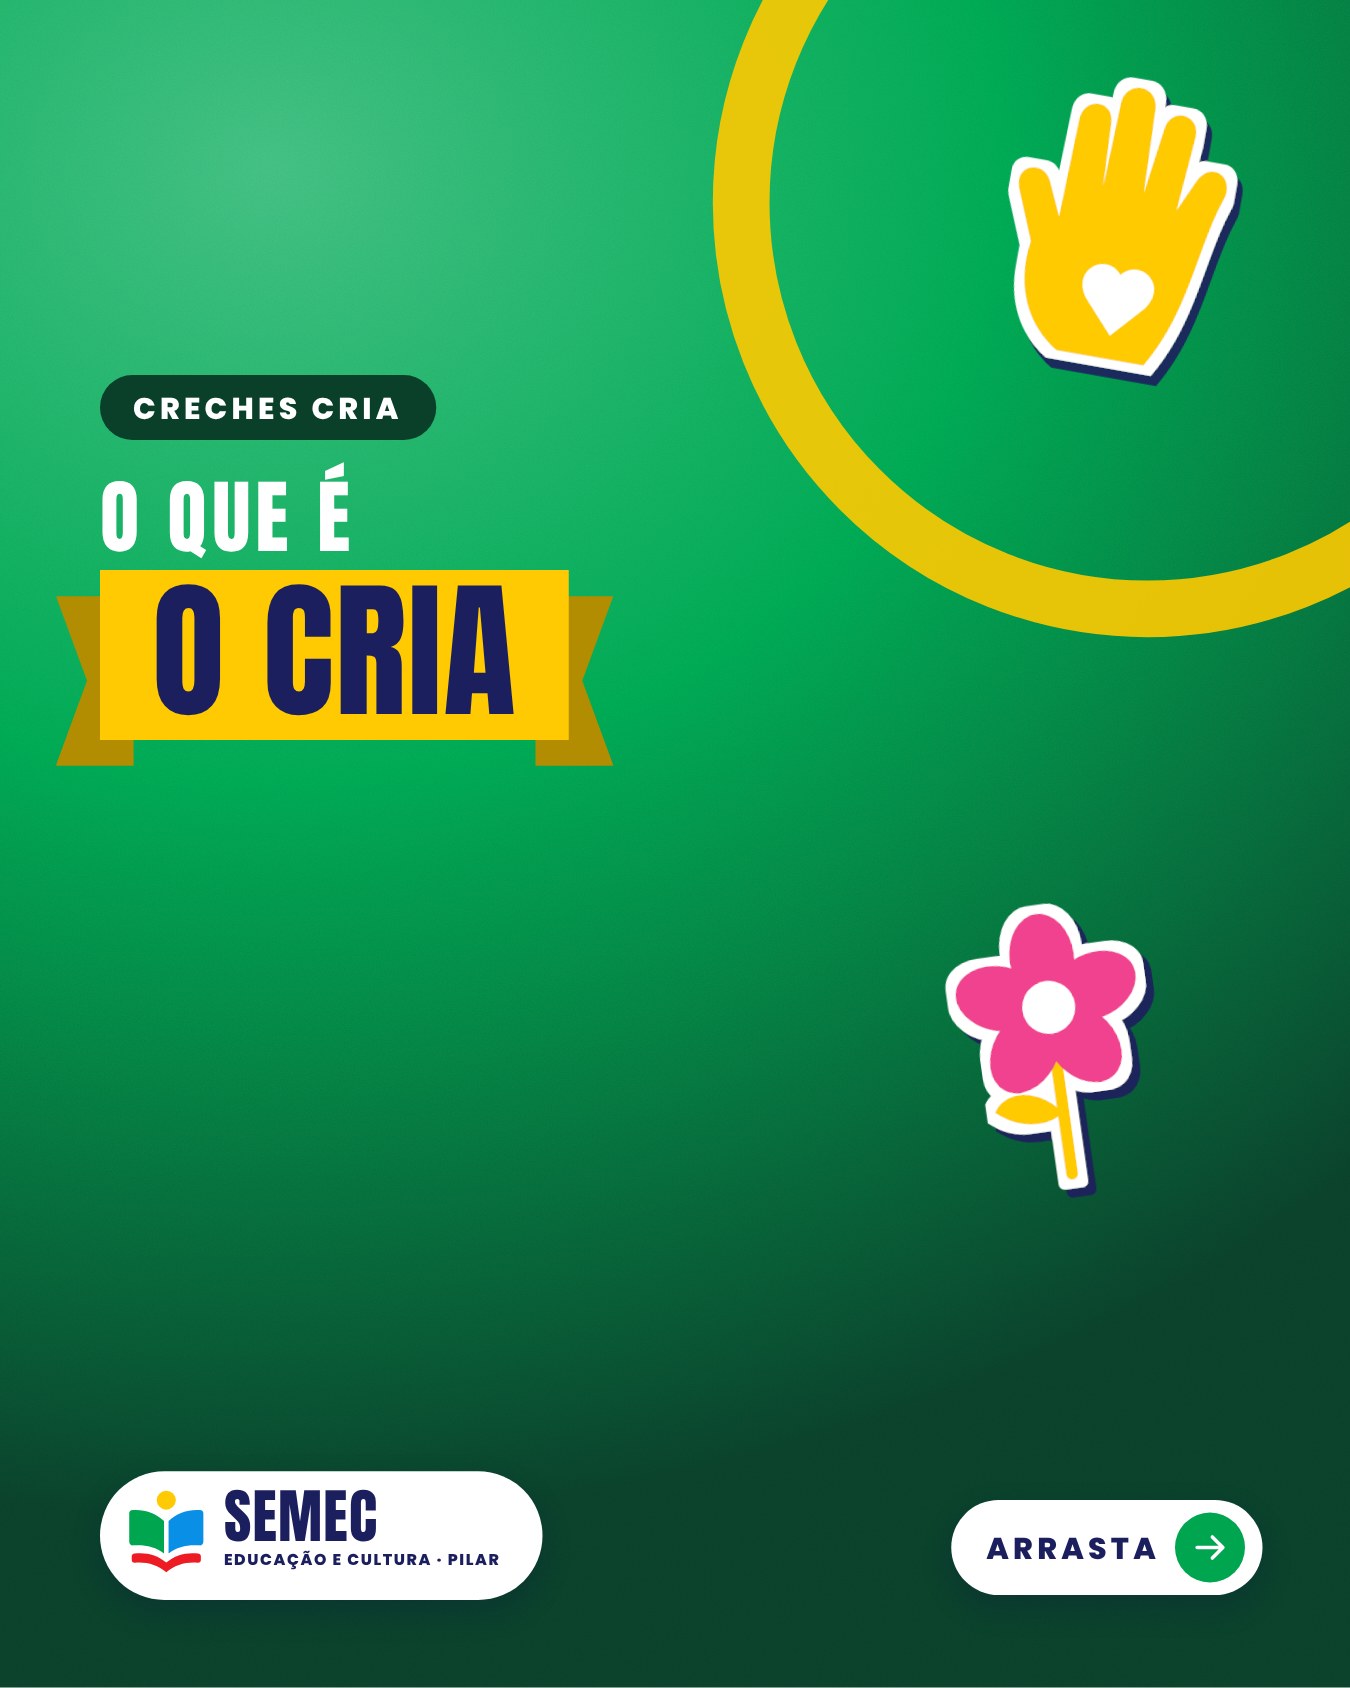 CRECHES CRIA
O QUE É
O CRIA
SEMEC
EDUCAÇÃO E CULTURA · PILAR
ARRASTA